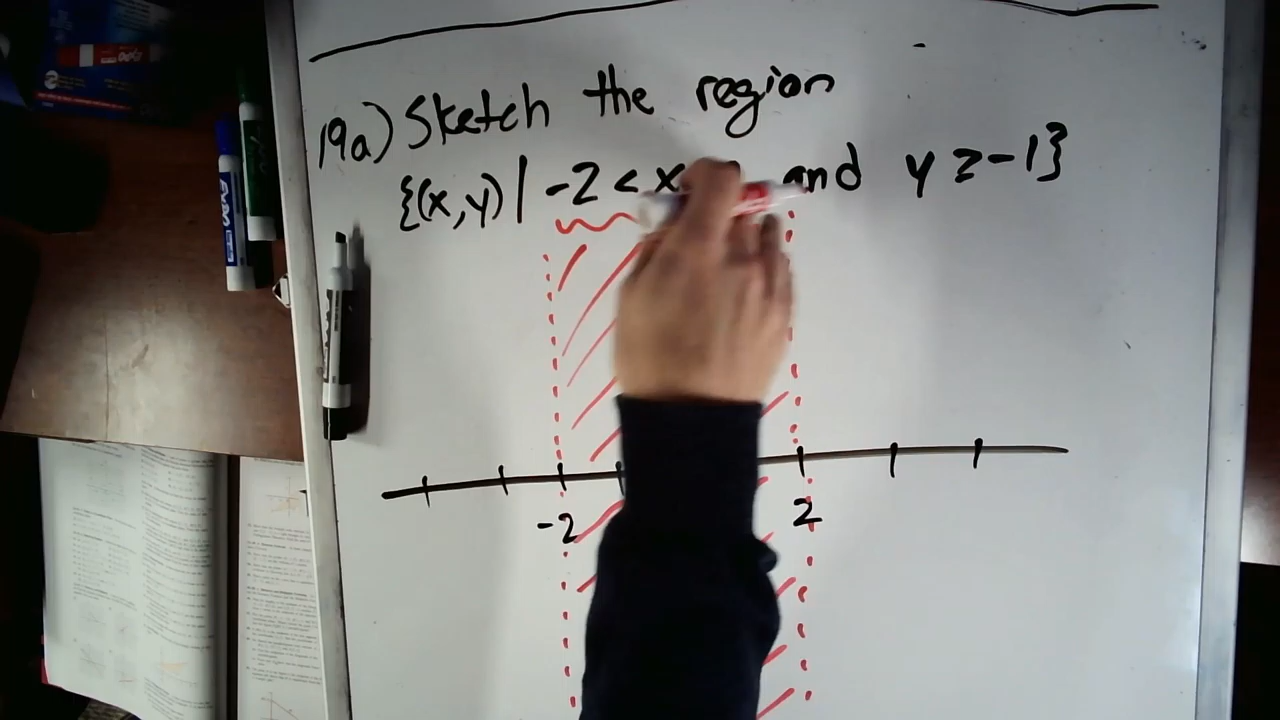 19a) Sketch the region
{(x,y) | -2 < x and y ≥ -1}
-2 2